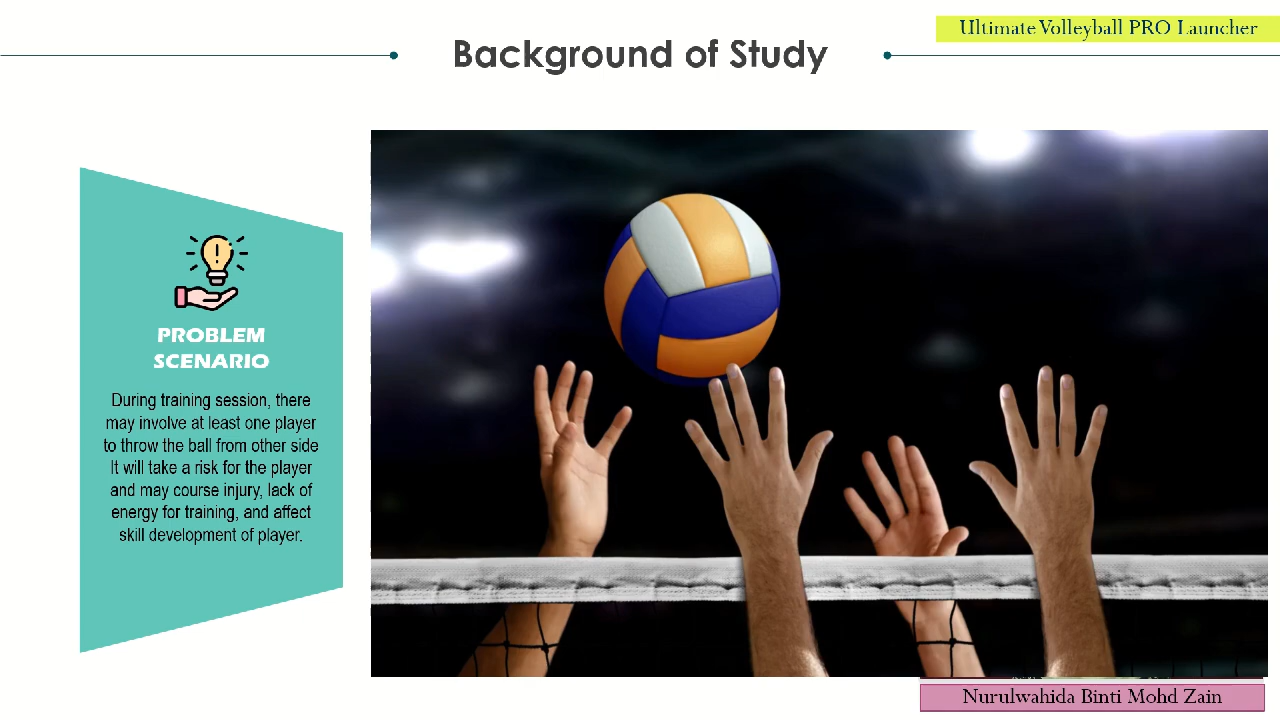 Ultimate Volleyball PRO Launcher
Background of Study
PROBLEM
SCENARIO
During training session, there
may involve at least one player
to throw the ball from other side
It will take a risk for the player
and may course injury, lack of
energy for training, and affect
skill development of player.
Nurulwahida Binti Mohd Zain